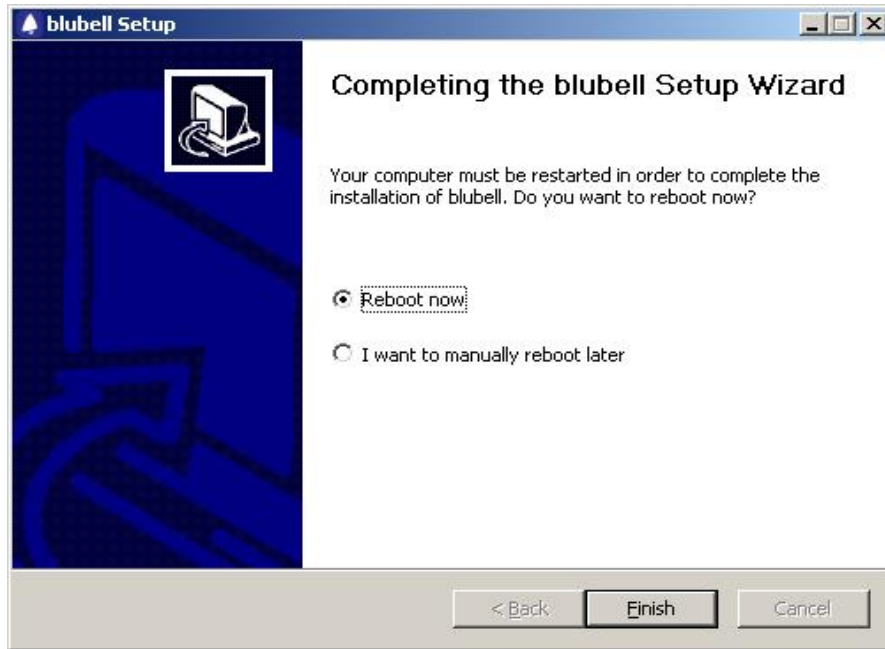 blubell Setup
Completing the blubell Setup Wizard
Your computer must be restarted in order to complete the
installation of blubell. Do you want to reboot now?
Reboot now
I want to manually reboot later
< Back
Finish
Cancel